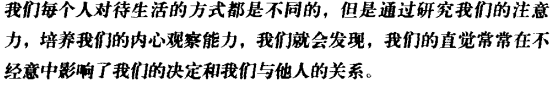 我们每个人对待生活的方式都是不同的，但是通过研究我们的注意
力，培养我们的内心观察能力，我们就会发现，我们的直觉常常在不
经意中影响了我们的决定和我们与他人的关系。